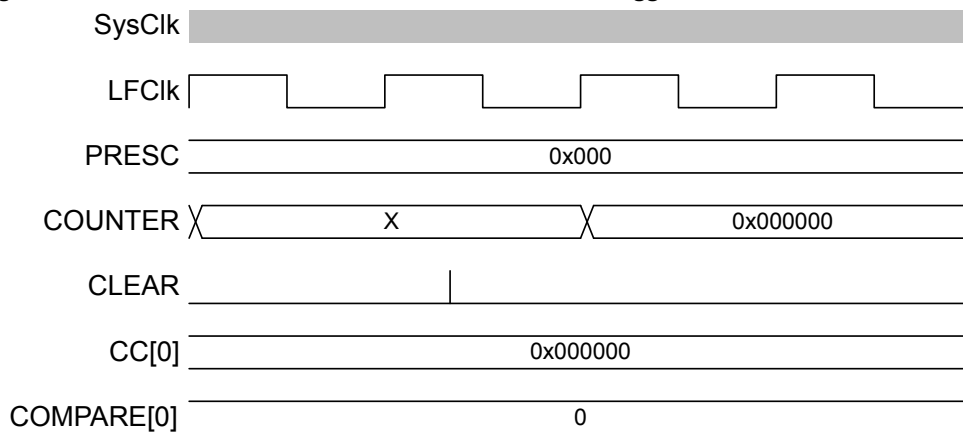 SysClk
LFClk
PRESC 0x000
COUNTER X 0x000000
CLEAR
CC[0] 0x000000
COMPARE[0] 0